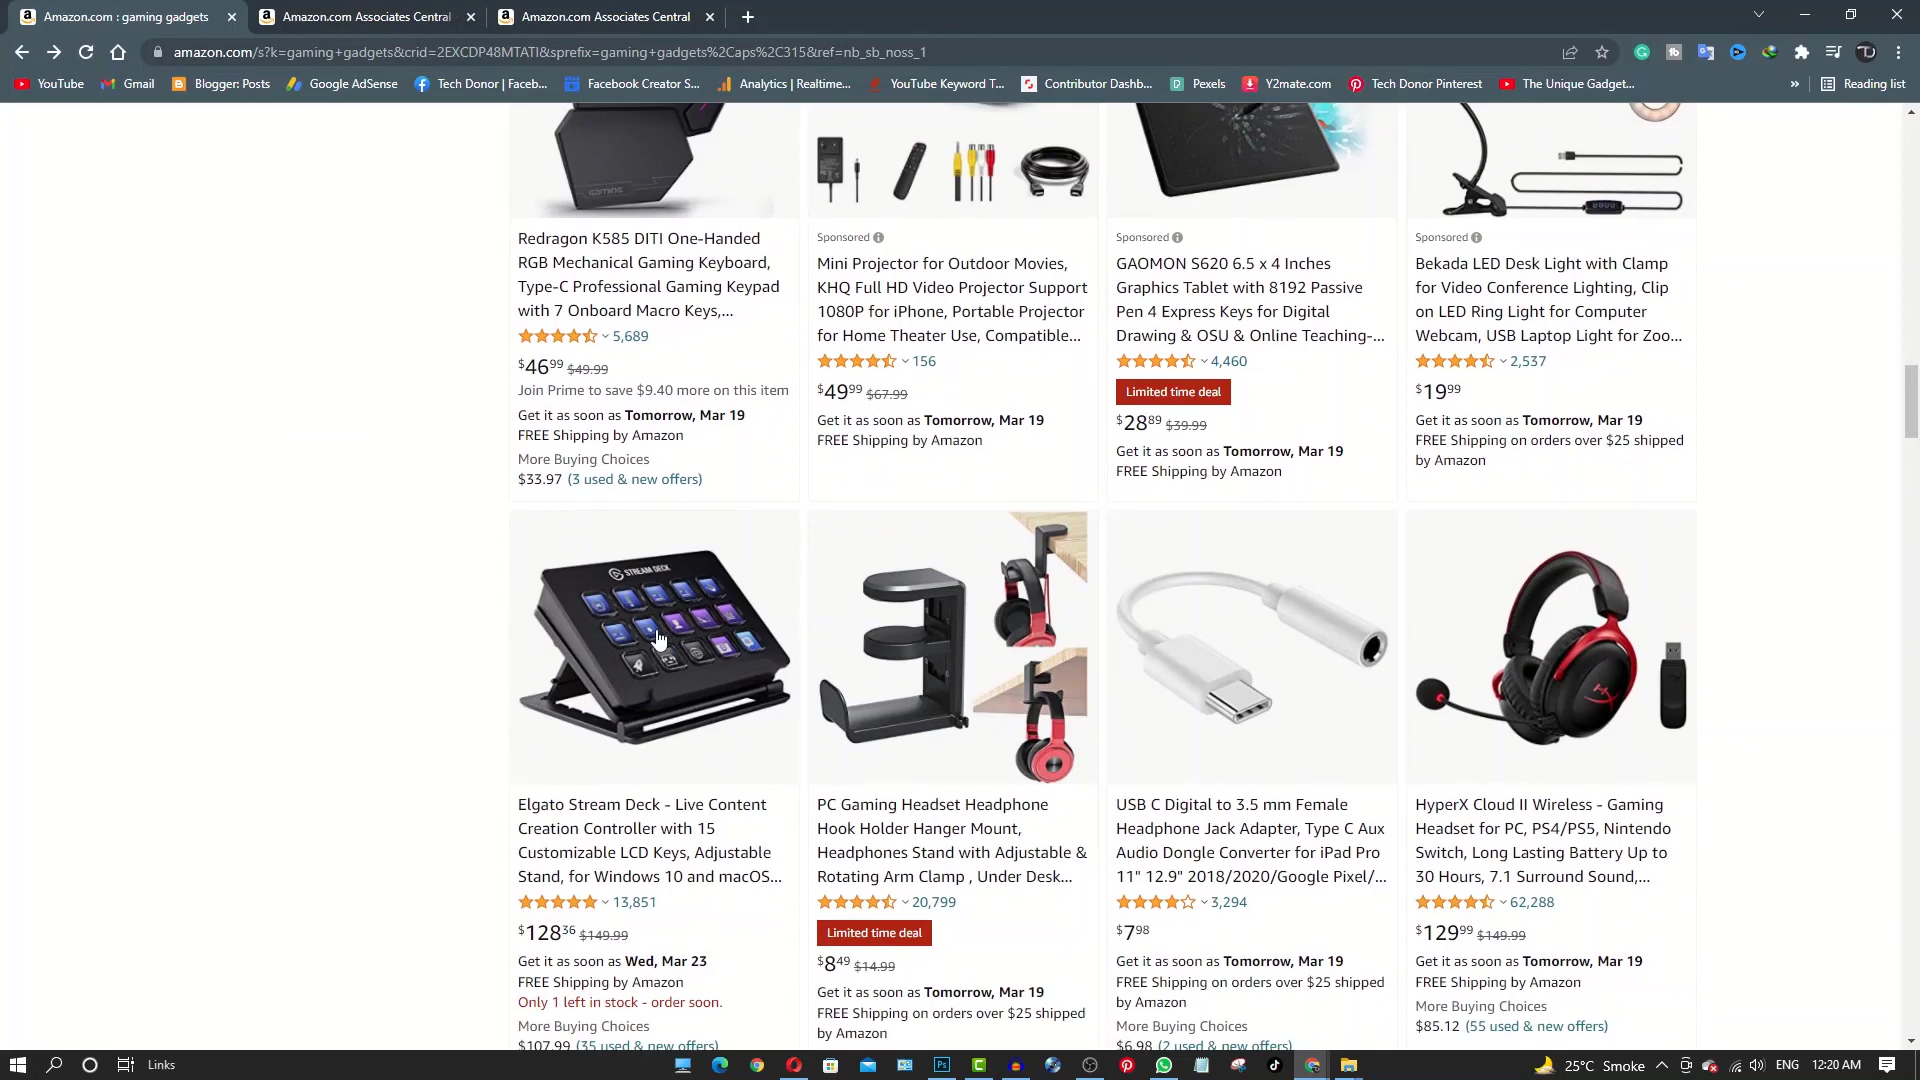 Amazon.com : gaming gadgets
Amazon.com Associates Central
Amazon.com Associates Central
amazon.com/s?k=gaming+gadgets&crid=2EXCDP48MTATI&sprefix=gaming+gadgets%2Caps%2C315&ref=nb_sb_noss_1
YouTube
Gmail
Blogger: Posts
Google AdSense
Tech Donor | Faceb...
Facebook Creator S...
Analytics | Realtime...
YouTube Keyword T...
Contributor Dashb...
Pexels
Y2mate.com
Tech Donor Pinterest
The Unique Gadget...
»
Reading list
GAMING
Redragon K585 DITI One-Handed
RGB Mechanical Gaming Keyboard,
Type-C Professional Gaming Keypad
with 7 Onboard Macro Keys,...
5,689
$46.99 $49.99
Join Prime to save $9.40 more on this item
Get it as soon as Tomorrow, Mar 19
FREE Shipping by Amazon
More Buying Choices
$33.97 (3 used & new offers)
Sponsored
Mini Projector for Outdoor Movies,
KHQ Full HD Video Projector Support
1080P for iPhone, Portable Projector
for Home Theater Use, Compatible...
156
$49.99 $67.99
Get it as soon as Tomorrow, Mar 19
FREE Shipping by Amazon
Sponsored
GAOMON S620 6.5 x 4 Inches
Graphics Tablet with 8192 Passive
Pen 4 Express Keys for Digital
Drawing & OSU & Online Teaching-...
4,460
Limited time deal
$28.89 $39.99
Get it as soon as Tomorrow, Mar 19
FREE Shipping by Amazon
Sponsored
Bekada LED Desk Light with Clamp
for Video Conference Lighting, Clip
on LED Ring Light for Computer
Webcam, USB Laptop Light for Zoo...
2,537
$19.99
Get it as soon as Tomorrow, Mar 19
FREE Shipping on orders over $25 shipped
by Amazon
STREAM DECK
Elgato Stream Deck - Live Content
Creation Controller with 15
Customizable LCD Keys, Adjustable
Stand, for Windows 10 and macOS...
13,851
$128.36 $149.99
Get it as soon as Wed, Mar 23
FREE Shipping by Amazon
Only 1 left in stock - order soon.
More Buying Choices
$107.99 (35 used & new offers)
PC Gaming Headset Headphone
Hook Holder Hanger Mount,
Headphones Stand with Adjustable &
Rotating Arm Clamp , Under Desk...
20,799
Limited time deal
$8.49 $14.99
Get it as soon as Tomorrow, Mar 19
FREE Shipping on orders over $25 shipped
by Amazon
USB C Digital to 3.5 mm Female
Headphone Jack Adapter, Type C Aux
Audio Dongle Converter for iPad Pro
11" 12.9" 2018/2020/Google Pixel/...
3,294
$7.98
Get it as soon as Tomorrow, Mar 19
FREE Shipping on orders over $25 shipped
by Amazon
More Buying Choices
$6.98 (2 used & new offers)
HyperX Cloud II Wireless - Gaming
Headset for PC, PS4/PS5, Nintendo
Switch, Long Lasting Battery Up to
30 Hours, 7.1 Surround Sound,...
62,288
$129.99 $149.99
Get it as soon as Tomorrow, Mar 19
FREE Shipping by Amazon
More Buying Choices
$85.12 (55 used & new offers)
Links
Ps
25°C Smoke
ENG
12:20 AM